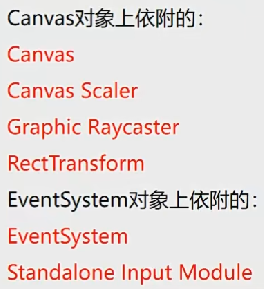 Canvas对象上依附的：
Canvas
Canvas Scaler
Graphic Raycaster
RectTransform
EventSystem对象上依附的：
EventSystem
Standalone Input Module